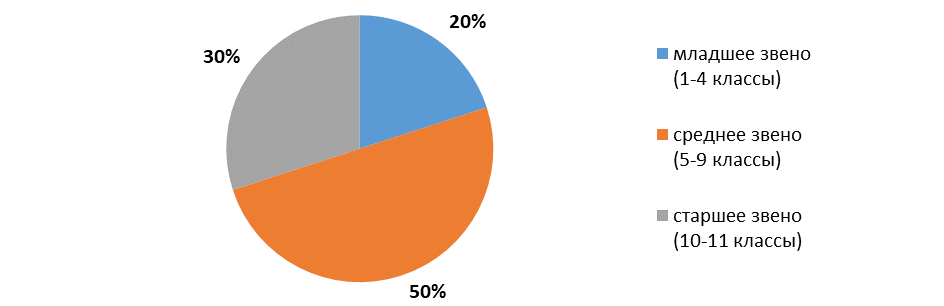 20%
30%
50%
младшее звено
(1-4 классы)
среднее звено
(5-9 классы)
старшее звено
(10-11 классы)